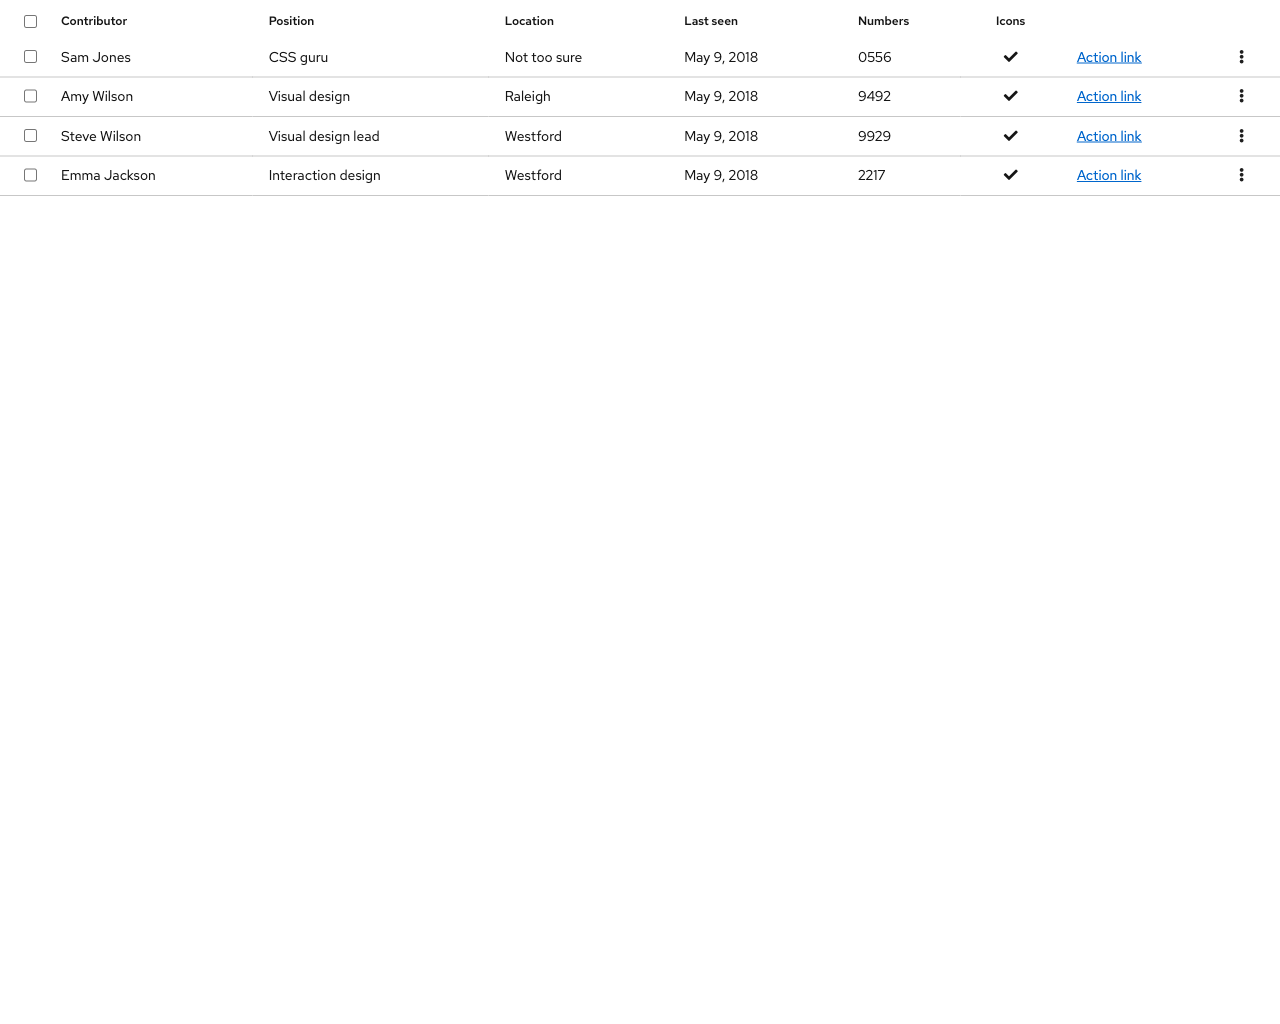 Contributor Position Location Last seen Numbers Icons
Sam Jones CSS guru Not too sure May 9, 2018 0556 Action link
Amy Wilson Visual design Raleigh May 9, 2018 9492 Action link
Steve Wilson Visual design lead Westford May 9, 2018 9929 Action link
Emma Jackson Interaction design Westford May 9, 2018 2217 Action link